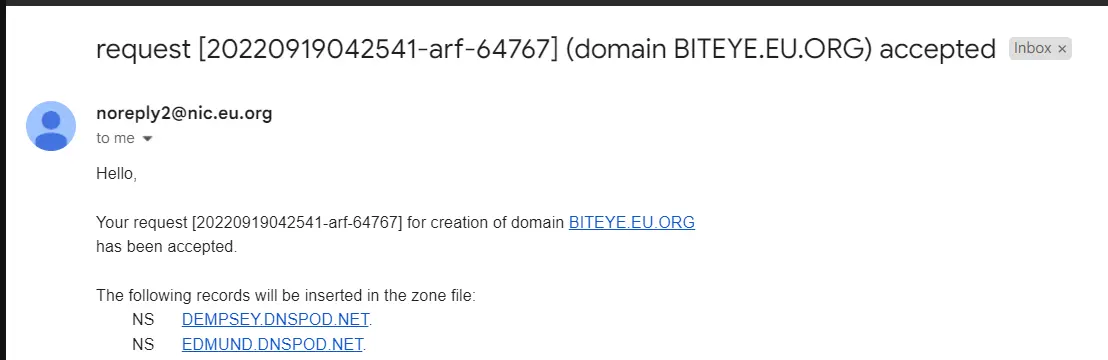 request [20220919042541-arf-64767] (domain BITEYE.EU.ORG) accepted Inbox ×
noreply2@nic.eu.org
to me
Hello,
Your request [20220919042541-arf-64767] for creation of domain BITEYE.EU.ORG
has been accepted.
The following records will be inserted in the zone file:
NS DEMPSEY.DNSPOD.NET.
NS EDMUND.DNSPOD.NET.